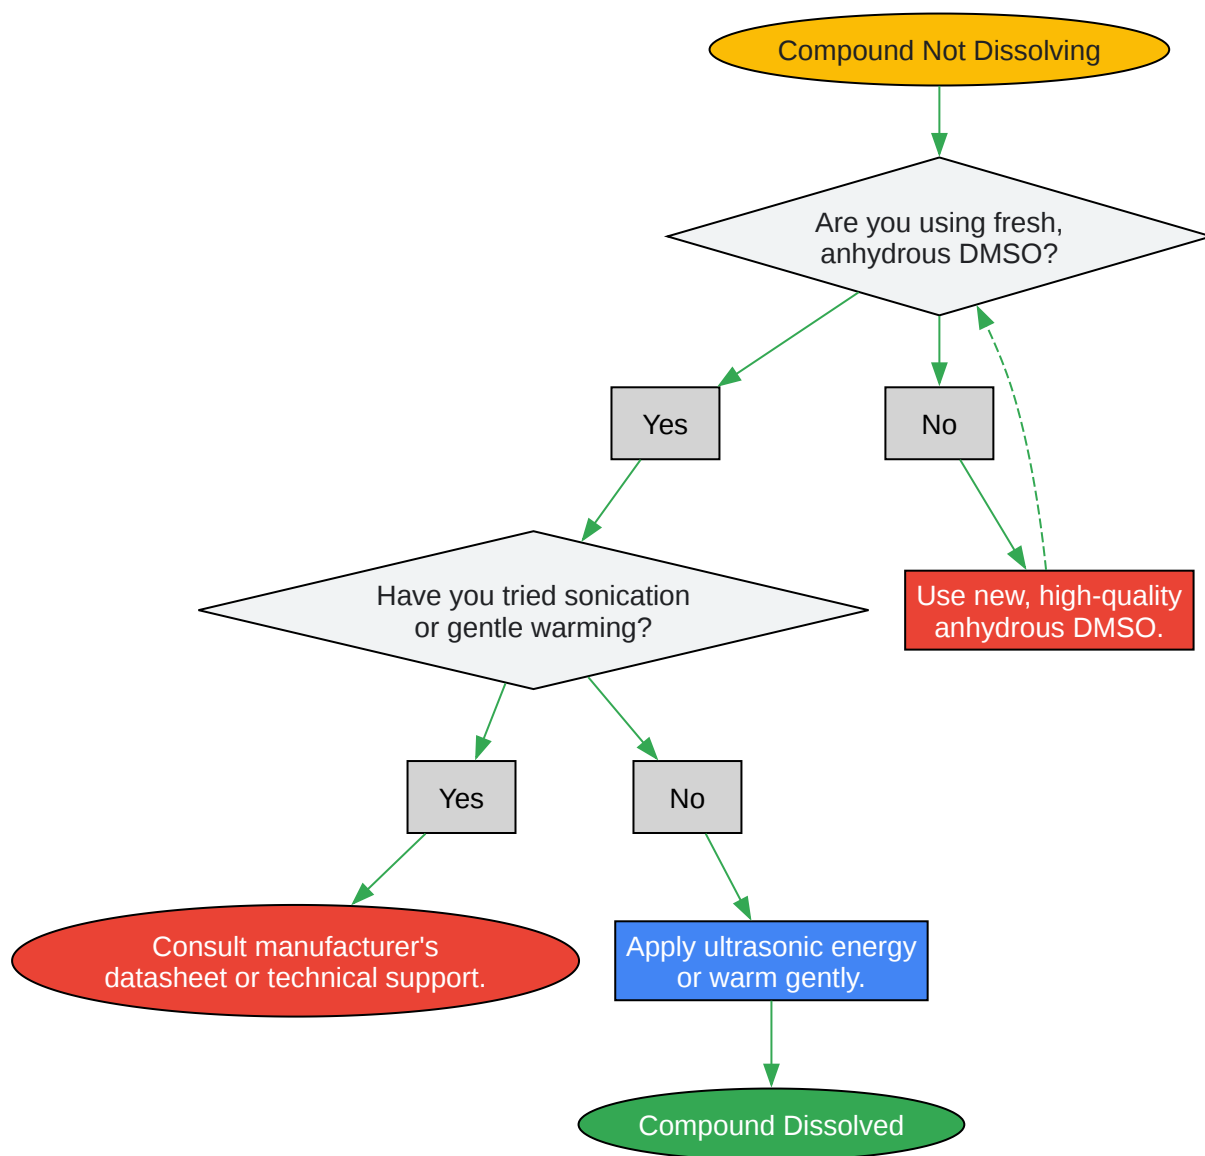 Compound Not Dissolving
Are you using fresh,
anhydrous DMSO?
Yes
No
Have you tried sonication
or gentle warming?
Use new, high-quality
anhydrous DMSO.
Yes
No
Consult manufacturer's
datasheet or technical support.
Apply ultrasonic energy
or warm gently.
Compound Dissolved